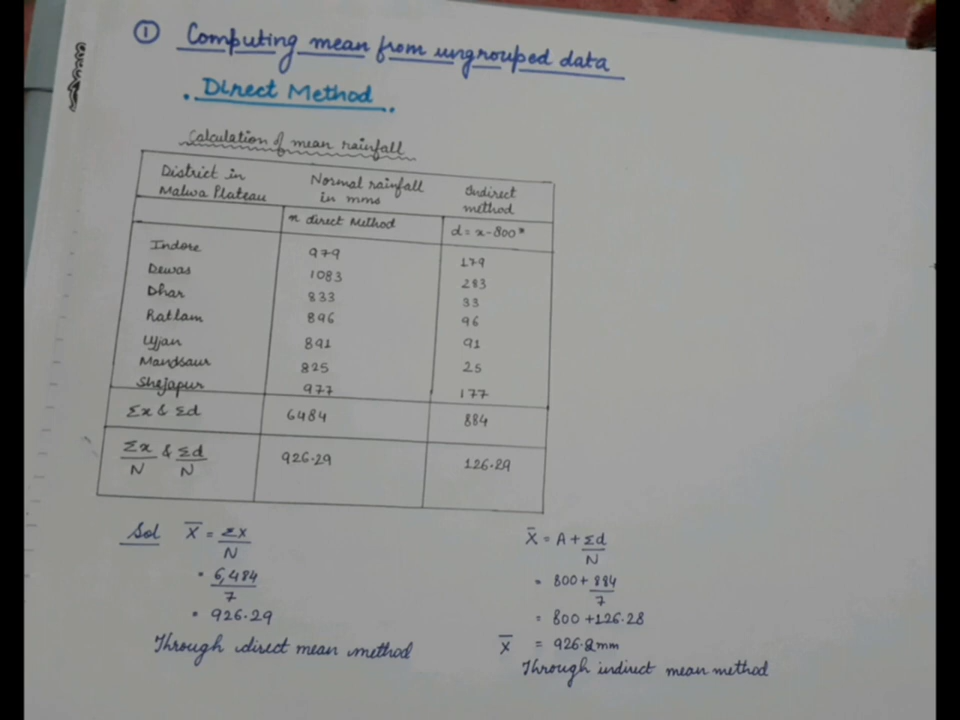 ① Computing mean from ungrouped data
. Direct Method .
Calculation of mean rainfall
District in Malwa Plateau Normal rainfall in mms Indirect method
x direct Method d = x-800*
Indore 979 179
Dewas 1083 283
Dhar 833 33
Ratlam 896 96
Ujjan 891 91
Mandsaur 825 25
Shejapur 977 177
Σx & Σd 6484 884
Σx/N & Σd/N 926.29 126.29
Sol X̄ = ΣX/N
= 6,484/7
= 926.29
Through direct mean method
X̄ = A + Σd/N
= 800 + 884/7
= 800 + 126.28
X̄ = 926.2mm
Through indirect mean method